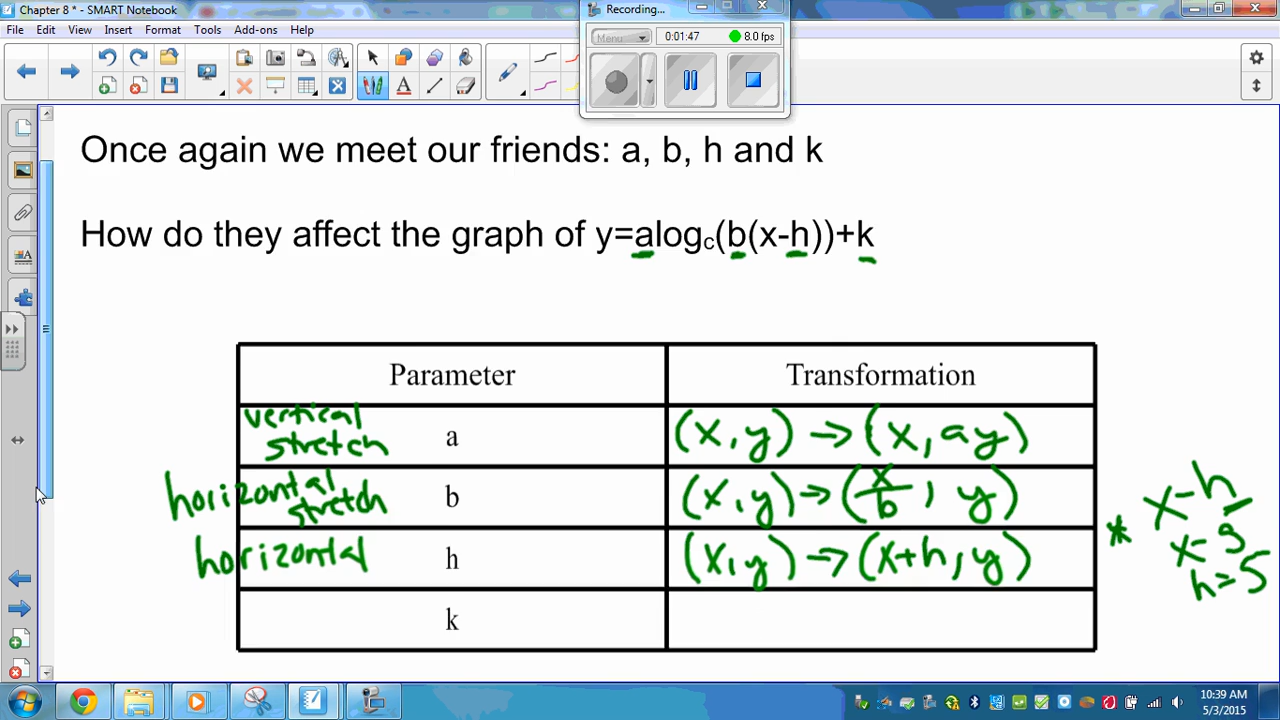 Chapter 8 * - SMART Notebook
Recording...
File Edit View Insert Format Tools Add-ons Help
Menu
0:01:47
8.0 fps
Once again we meet our friends: a, b, h and k
How do they affect the graph of y=alogc(b(x-h))+k
Parameter Transformation
vertical
stretch a (x,y) → (x, ay)
horizontal
stretch b (x,y) → (x/b, y)
horizontal h (x,y) → (x+h, y)
k
* x-h
x-5
h=5
10:39 AM
5/3/2015